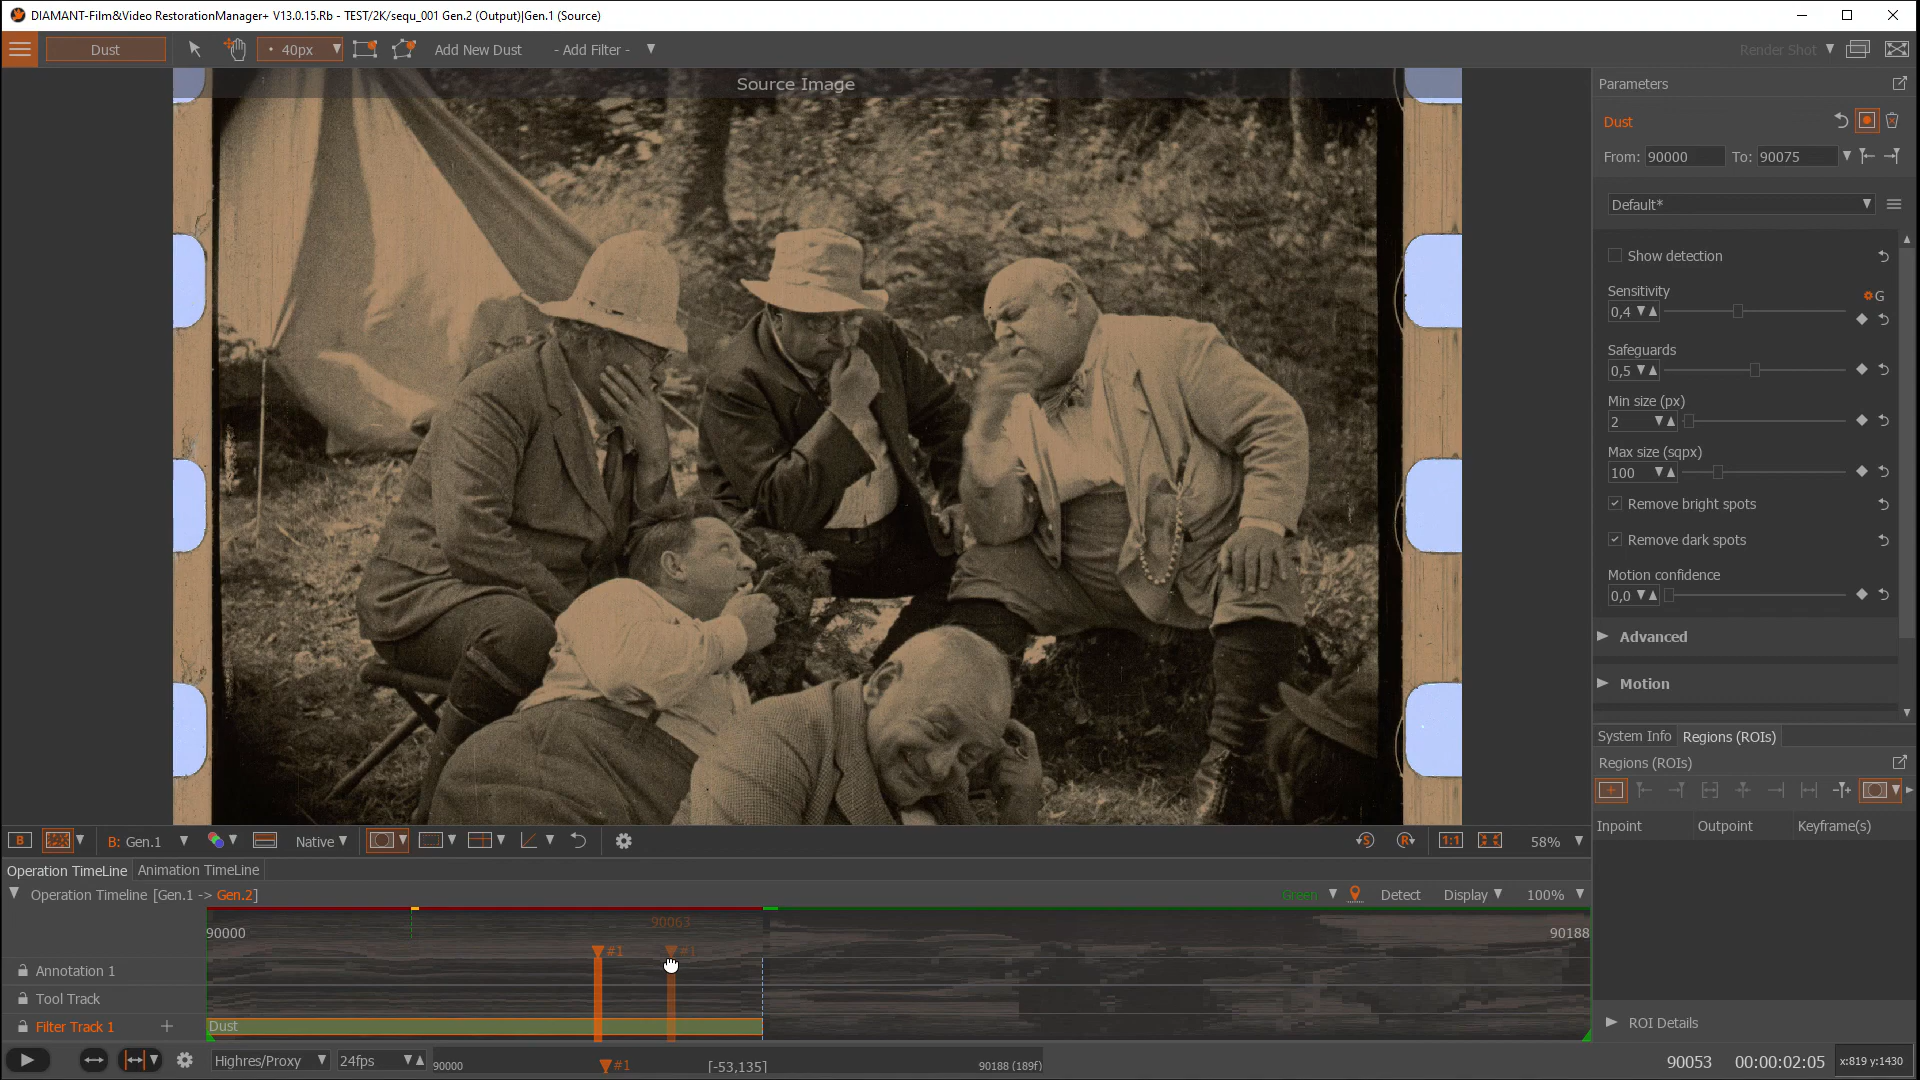 DIAMANT-Film&Video RestorationManager+ V13.0.15.Rb - TEST/2K/sequ_001 Gen.2 (Output)|Gen.1 (Source)
Dust
40px
Add New Dust
- Add Filter -
Render Shot
Source Image
Parameters
Dust
From: 90000 To: 90075
Default*
Show detection
Sensitivity
G
0,4
Safeguards
0,5
Min size (px)
2
Max size (sqpx)
100
Remove bright spots
Remove dark spots
Motion confidence
0,0
Advanced
Motion
System Info
Regions (ROIs)
Regions (ROIs)
Inpoint Outpoint Keyframe(s)
ROI Details
B
B: Gen.1
Native
S
R
1:1
58%
Operation TimeLine
Animation TimeLine
Operation Timeline [Gen.1 -> Gen.2]
Green
Detect
Display
100%
90063
90000
90188
#1
#1
Annotation 1
Tool Track
Filter Track 1
Dust
Highres/Proxy
24fps
90000
#1
[-53,135]
90188 (189f)
90053
00:00:02:05
x:819 y:1430